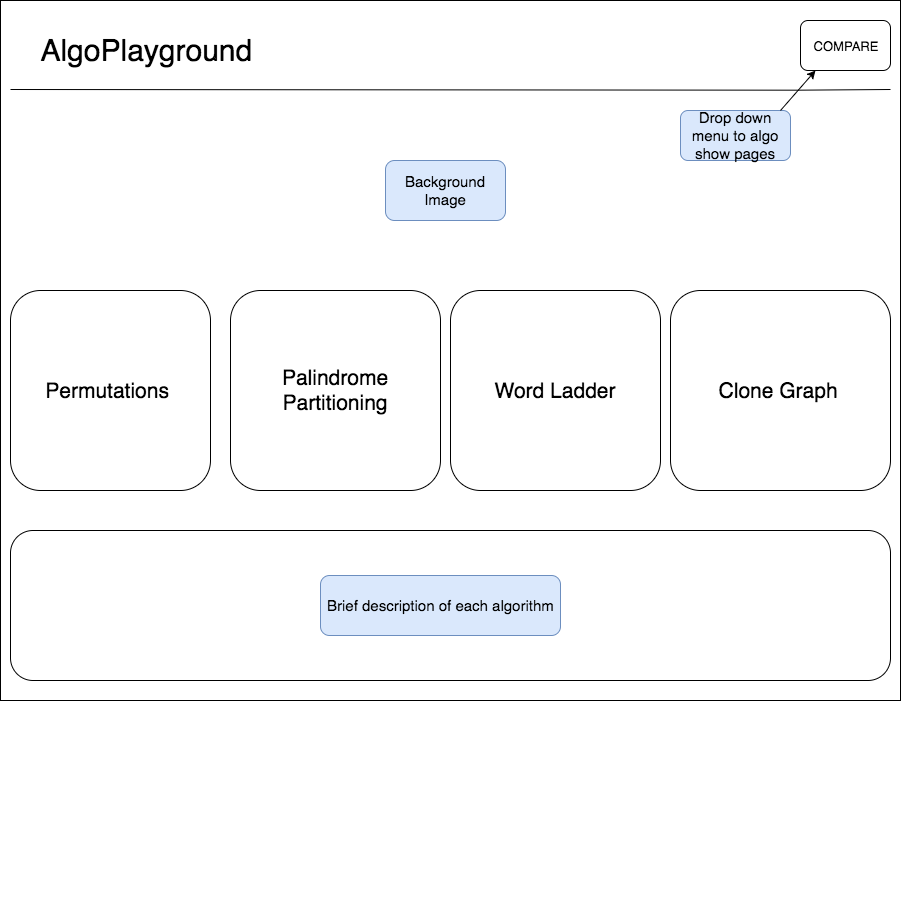 AlgoPlayground
COMPARE
Drop down
menu to algo
show pages
Background
Image
Permutations
Palindrome
Partitioning
Word Ladder
Clone Graph
Brief description of each algorithm